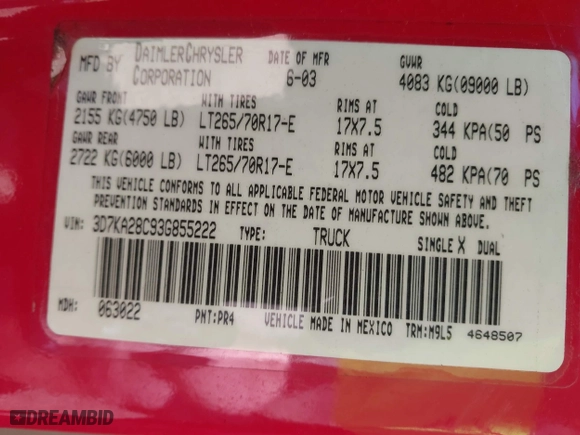 MFD BY DAIMLERCHRYSLER CORPORATION DATE OF MFR 6-03 GVWR 4083 KG(09000 LB)
GAWR FRONT WITH TIRES RIMS AT COLD
2155 KG(4750 LB) LT265/70R17-E 17X7.5 344 KPA(50 PS
GAWR REAR WITH TIRES RIMS AT COLD
2722 KG(6000 LB) LT265/70R17-E 17X7.5 482 KPA(70 PS
THIS VEHICLE CONFORMS TO ALL APPLICABLE FEDERAL MOTOR VEHICLE SAFETY AND THEFT
PREVENTION STANDARDS IN EFFECT ON THE DATE OF MANUFACTURE SHOWN ABOVE.
VIN: 3D7KA28C93G855222 TYPE: TRUCK SINGLE X DUAL
MDH: 063022 PNT:PR4 VEHICLE MADE IN MEXICO TRM:M9L5 4648507
DREAMBID